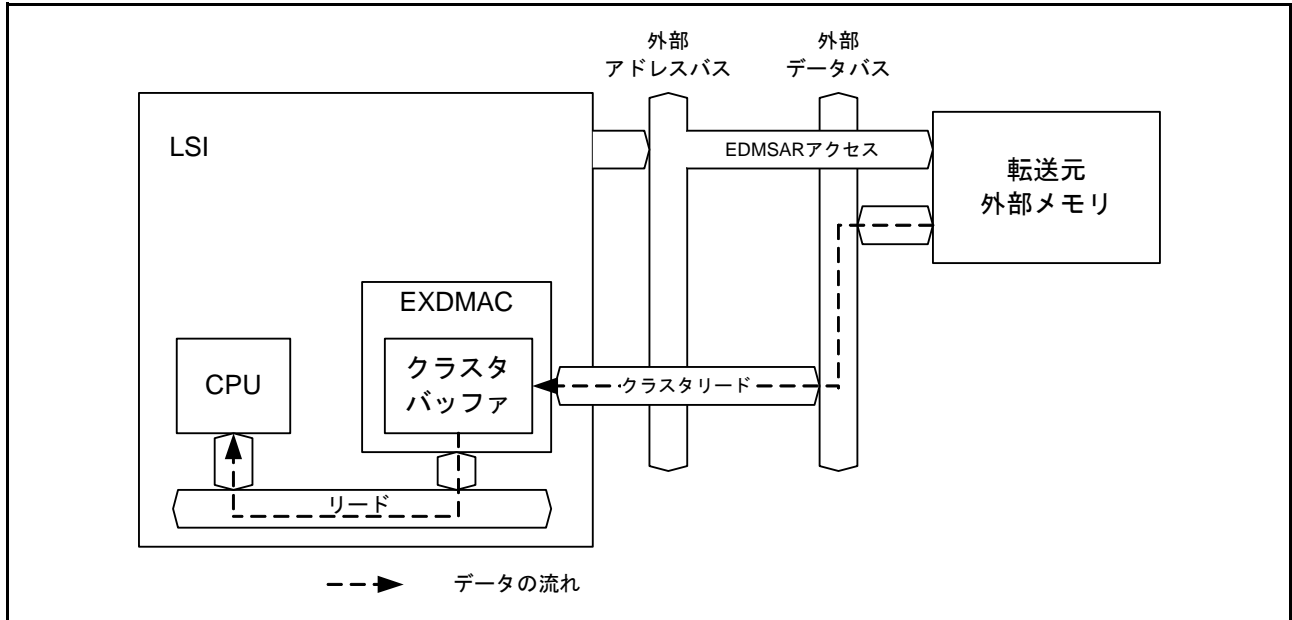 外部
アドレスバス
外部
データバス
LSI
EDMSARアクセス
転送元
外部メモリ
EXDMAC
CPU
クラスタ
バッファ
クラスタリード
リード
データの流れ